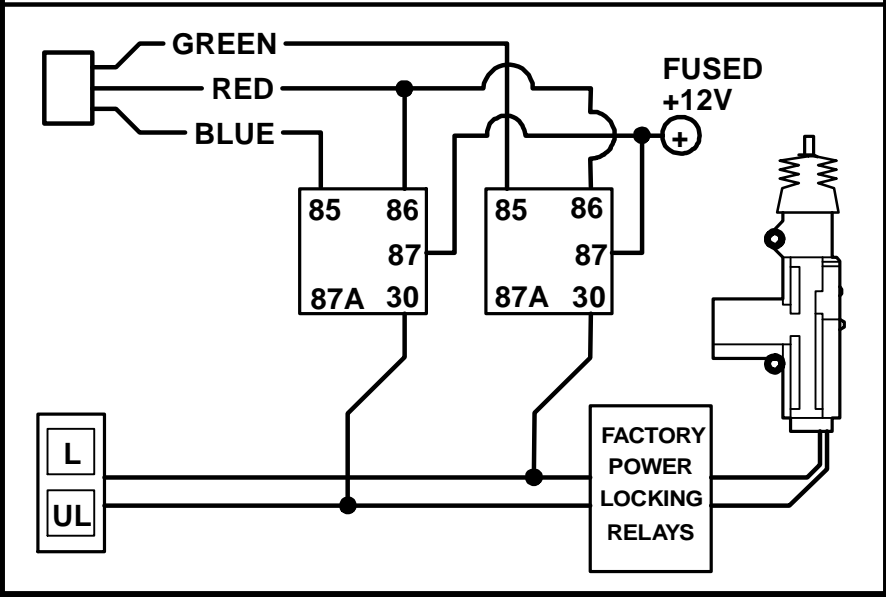 GREEN
RED
BLUE
FUSED
+12V
+
85 86
87
87A 30
85 86
87
87A 30
L
UL
FACTORY
POWER
LOCKING
RELAYS